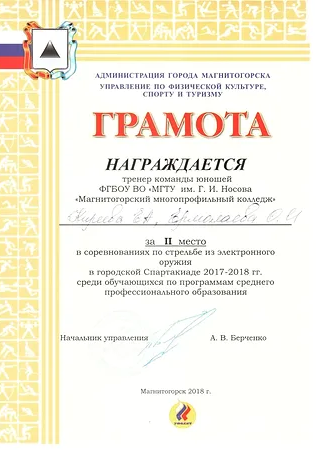 АДМИНИСТРАЦИЯ ГОРОДА МАГНИТОГОРСКА
УПРАВЛЕНИЕ ПО ФИЗИЧЕСКОЙ КУЛЬТУРЕ,
СПОРТУ И ТУРИЗМУ
ГРАМОТА
НАГРАЖДАЕТСЯ
тренер команды юношей
ФГБОУ ВО «МГТУ им. Г. И. Носова
«Магнитогорский многопрофильный колледж»
Ермолаева О.И
за II место
в соревнованиях по стрельбе из электронного
оружия
в городской Спартакиаде 2017-2018 гг.
среди обучающихся по программам среднего
профессионального образования
Начальник управления А. В. Берченко
Магнитогорск 2018 г.